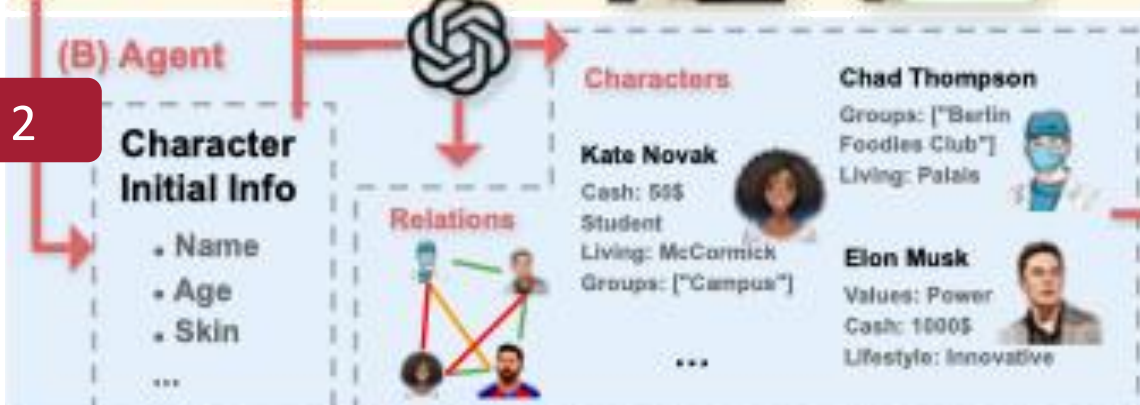 (B) Agent
2
Character
Initial Info
• Name
• Age
• Skin
...
Relations
Characters
Kate Novak
Cash: 50$
Student
Living: McCormick
Groups: ["Campus"]
...
Chad Thompson
Groups: ["Berlin
Foodies Club"]
Living: Palais
Elon Musk
Values: Power
Cash: 1000$
Lifestyle: Innovative